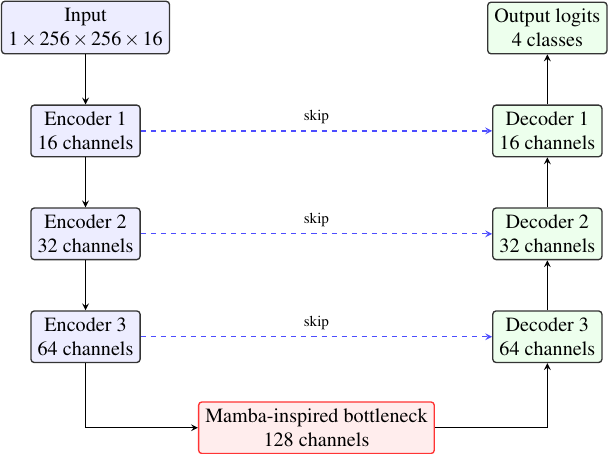 Input
1 × 256 × 256 × 16
Output logits
4 classes
Encoder 1
16 channels
skip
Decoder 1
16 channels
Encoder 2
32 channels
skip
Decoder 2
32 channels
Encoder 3
64 channels
skip
Decoder 3
64 channels
Mamba-inspired bottleneck
128 channels